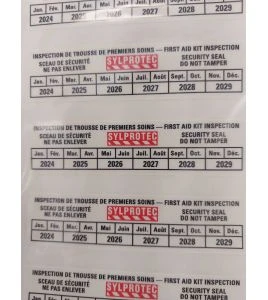 Jan. Fév. Mar. Avr. Mai Juin Juil. Août Sept. Oct. Nov. Déc.
2024 2025 2026 2027 2028 2029
INSPECTION DE TROUSSE DE PREMIERS SOINS — FIRST AID KIT INSPECTION
SCEAU DE SÉCURITÉ SYLPROTEC SECURITY SEAL
NE PAS ENLEVER DO NOT TAMPER
Jan. Fév. Mar. Avr. Mai Juin Juil. Août Sept. Oct. Nov. Déc.
2024 2025 2026 2027 2028 2029
INSPECTION DE TROUSSE DE PREMIERS SOINS — FIRST AID KIT INSPECTION
SCEAU DE SÉCURITÉ SYLPROTEC SECURITY SEAL
NE PAS ENLEVER DO NOT TAMPER
Jan. Fév. Mar. Avr. Mai Juin Juil. Août Sept. Oct. Nov. Déc.
2024 2025 2026 2027 2028 2029
INSPECTION DE TROUSSE DE PREMIERS SOINS — FIRST AID KIT INSPECTION
SCEAU DE SÉCURITÉ SYLPROTEC SECURITY SEAL
NE PAS ENLEVER DO NOT TAMPER
Jan. Fév. Mar. Avr. Mai Juin Juil. Août Sept. Oct. Nov. Déc.
2024 2025 2026 2027 2028 2029
INSPECTION DE TROUSSE DE PREMIERS SOINS — FIRST AID KIT INSPECTION
SCEAU DE SÉCURITÉ SYLPROTEC SECURITY SEAL
NE PAS ENLEVER DO NOT TAMPER